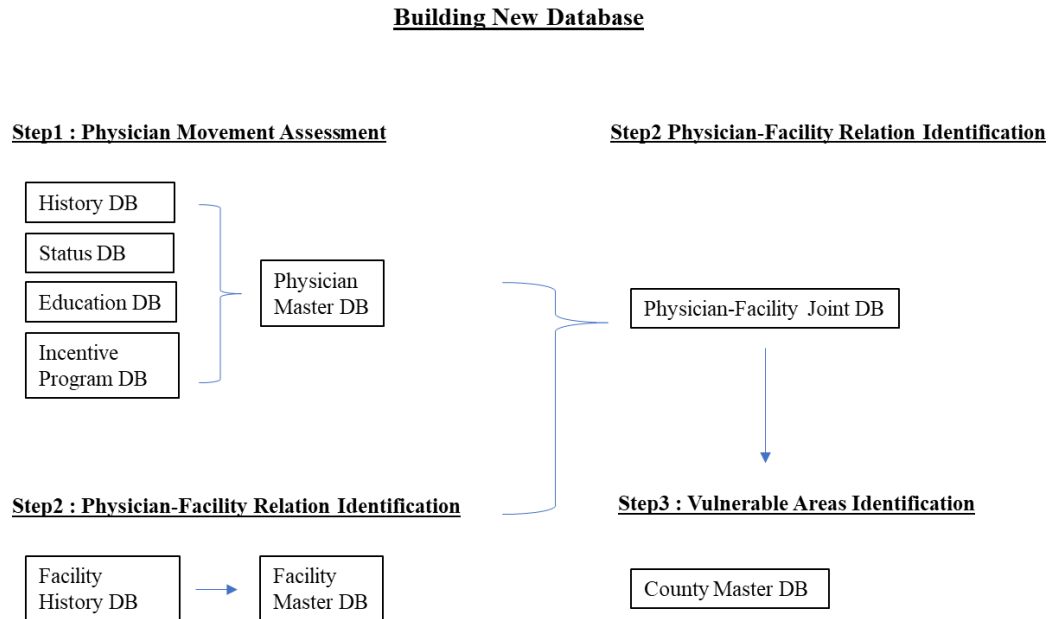 Building New Database
Step1 : Physician Movement Assessment
History DB
Status DB
Education DB
Incentive
Program DB
Physician
Master DB
Step2 Physician-Facility Relation Identification
Physician-Facility Joint DB
Step2 : Physician-Facility Relation Identification
Facility
History DB
Facility
Master DB
Step3 : Vulnerable Areas Identification
County Master DB